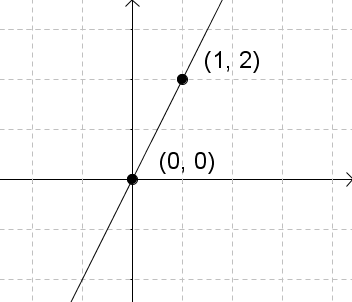 (1, 2)
(0, 0)